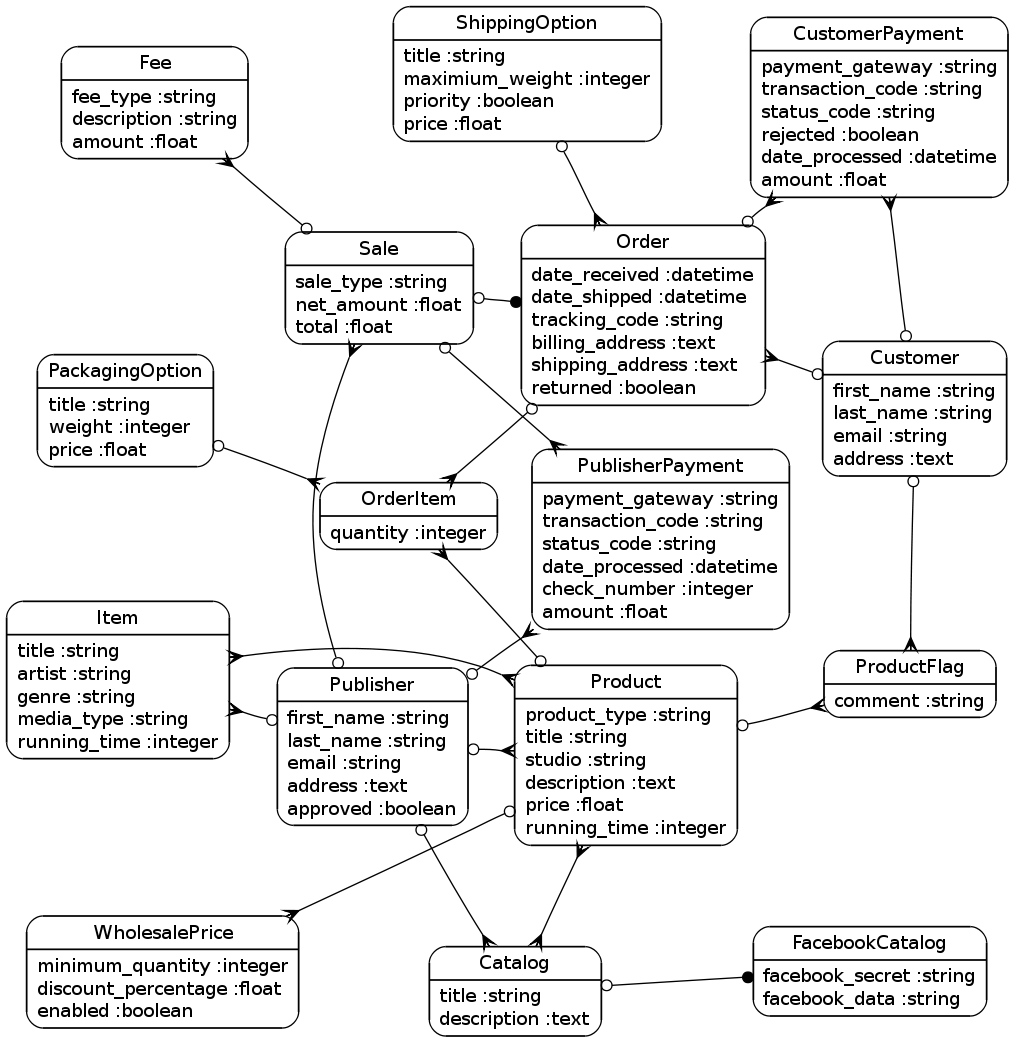 ShippingOption
title :string
maximium_weight :integer
priority :boolean
price :float
CustomerPayment
payment_gateway :string
transaction_code :string
status_code :string
rejected :boolean
date_processed :datetime
amount :float
Fee
fee_type :string
description :string
amount :float
Sale
sale_type :string
net_amount :float
total :float
Order
date_received :datetime
date_shipped :datetime
tracking_code :string
billing_address :text
shipping_address :text
returned :boolean
Customer
first_name :string
last_name :string
email :string
address :text
PackagingOption
title :string
weight :integer
price :float
OrderItem
quantity :integer
PublisherPayment
payment_gateway :string
transaction_code :string
status_code :string
date_processed :datetime
check_number :integer
amount :float
Item
title :string
artist :string
genre :string
media_type :string
running_time :integer
Publisher
first_name :string
last_name :string
email :string
address :text
approved :boolean
Product
product_type :string
title :string
studio :string
description :text
price :float
running_time :integer
ProductFlag
comment :string
WholesalePrice
minimum_quantity :integer
discount_percentage :float
enabled :boolean
Catalog
title :string
description :text
FacebookCatalog
facebook_secret :string
facebook_data :string